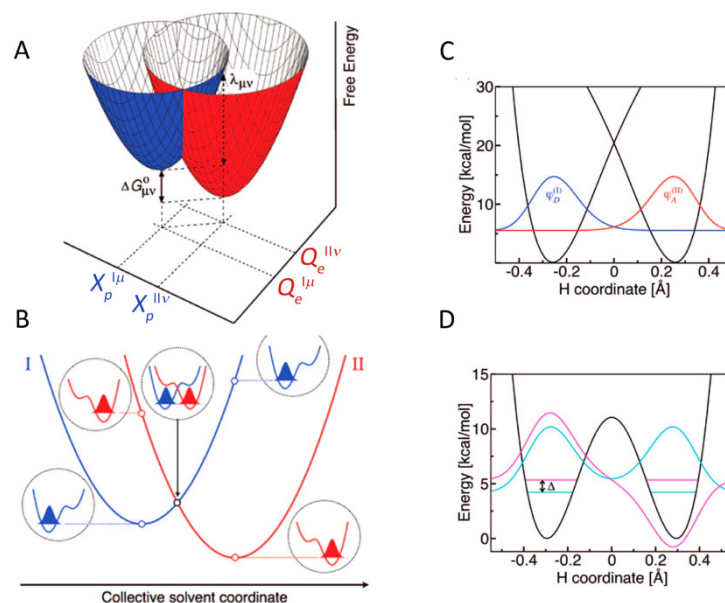 A
Free Energy
λμν
ΔG°μν
Xp Iμ
Xp IIν
Qe IIν
Qe Iμ
B
I
II
Collective solvent coordinate
C
Energy [kcal/mol]
30
20
10
φD(I)
φA(II)
-0.4 -0.2 0 0.2 0.4
H coordinate [Å]
D
Energy [kcal/mol]
15
10
5
0
Δ
-0.4 -0.2 0 0.2 0.4
H coordinate [Å]